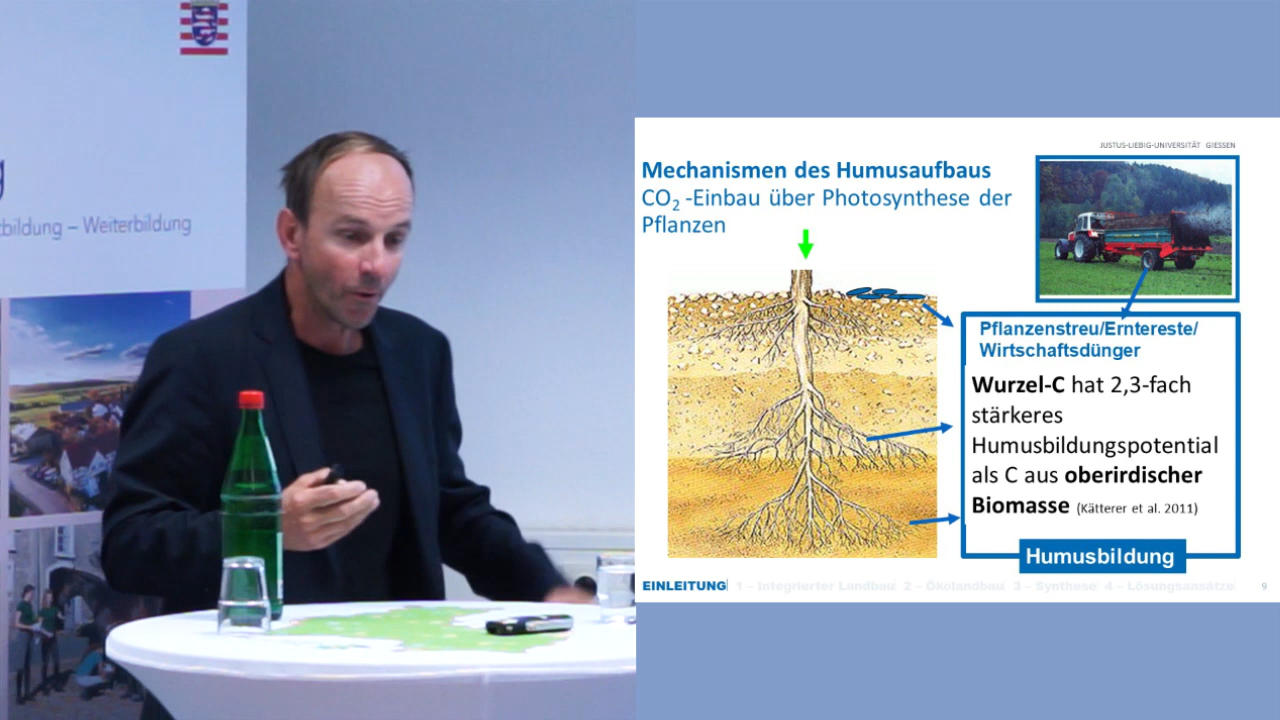 bildung – Weiterbildung
JUSTUS-LIEBIG-UNIVERSITÄT GIESSEN
Mechanismen des Humusaufbaus
CO₂ -Einbau über Photosynthese der
Pflanzen
Pflanzenstreu/Erntereste/
Wirtschaftsdünger
Wurzel-C hat 2,3-fach
stärkeres
Humusbildungspotential
als C aus oberirdischer
Biomasse (Kätterer et al. 2011)
Humusbildung
EINLEITUNG| 1 – Integrierter Landbau| 2 – Ökolandbau| 3 – Synthese| 4 – Lösungsansätze|
9